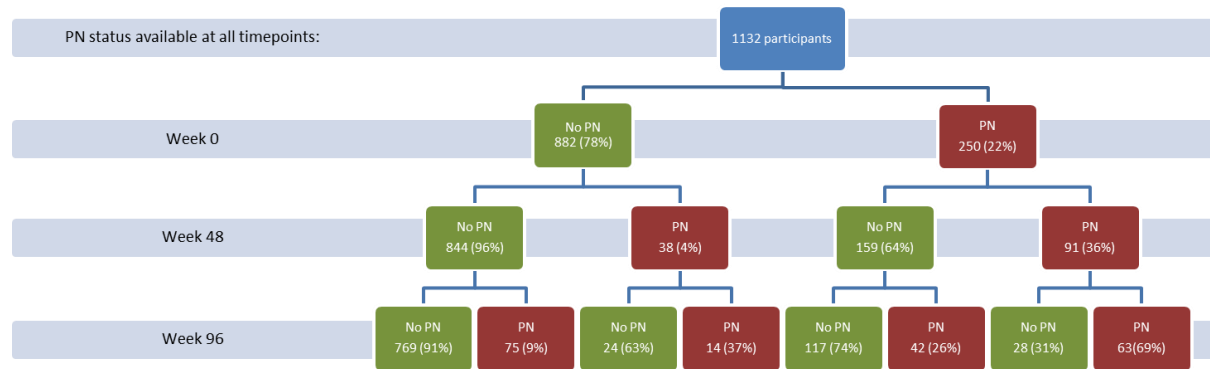 PN status available at all timepoints:
1132 participants
Week 0
No PN
882 (78%)
PN
250 (22%)
Week 48
No PN
844 (96%)
PN
38 (4%)
No PN
159 (64%)
PN
91 (36%)
Week 96
No PN
769 (91%)
PN
75 (9%)
No PN
24 (63%)
PN
14 (37%)
No PN
117 (74%)
PN
42 (26%)
No PN
28 (31%)
PN
63(69%)